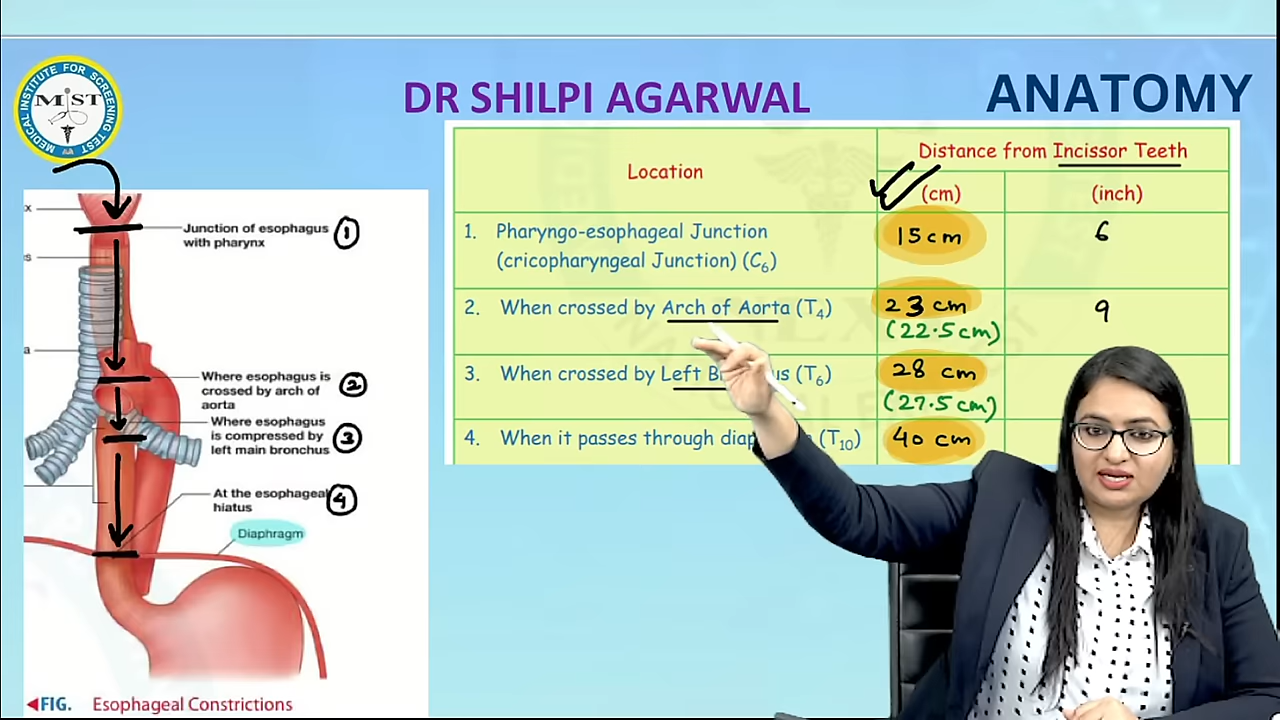 MEDICAL INSTITUTE FOR SCREENING TEST
MIST
DR SHILPI AGARWAL
ANATOMY
Location
Distance from Incissor Teeth
(cm)
(inch)
1. Pharyngo-esophageal Junction
(cricopharyngeal Junction) (C6)
15 cm
6
2. When crossed by Arch of Aorta (T4)
23 cm
(22.5 cm)
9
3. When crossed by Left (T6)
28 cm
(27.5 cm)
4. When it passes through (T10)
40 cm
Junction of esophagus
with pharynx
1
Where esophagus is
crossed by arch of
aorta
2
Where esophagus
is compressed by
left main bronchus
3
At the esophageal
hiatus
4
Diaphragm
◄FIG. Esophageal Constrictions